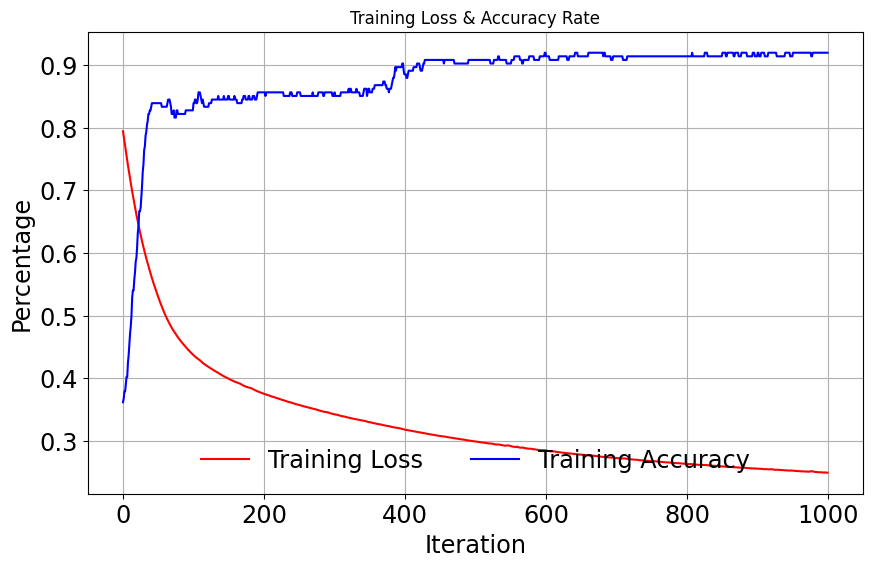 Training Loss & Accuracy Rate
Percentage
0.9
0.8
0.7
0.6
0.5
0.4
0.3
Training Loss Training Accuracy
0 200 400 600 800 1000
Iteration